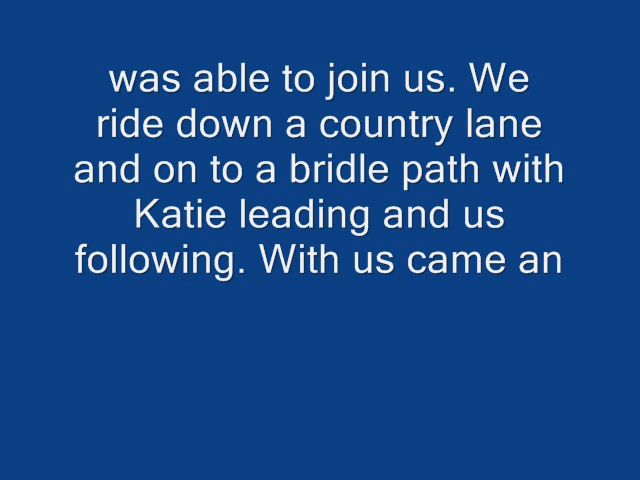 was able to join us. We
ride down a country lane
and on to a bridle path with
Katie leading and us
following. With us came an